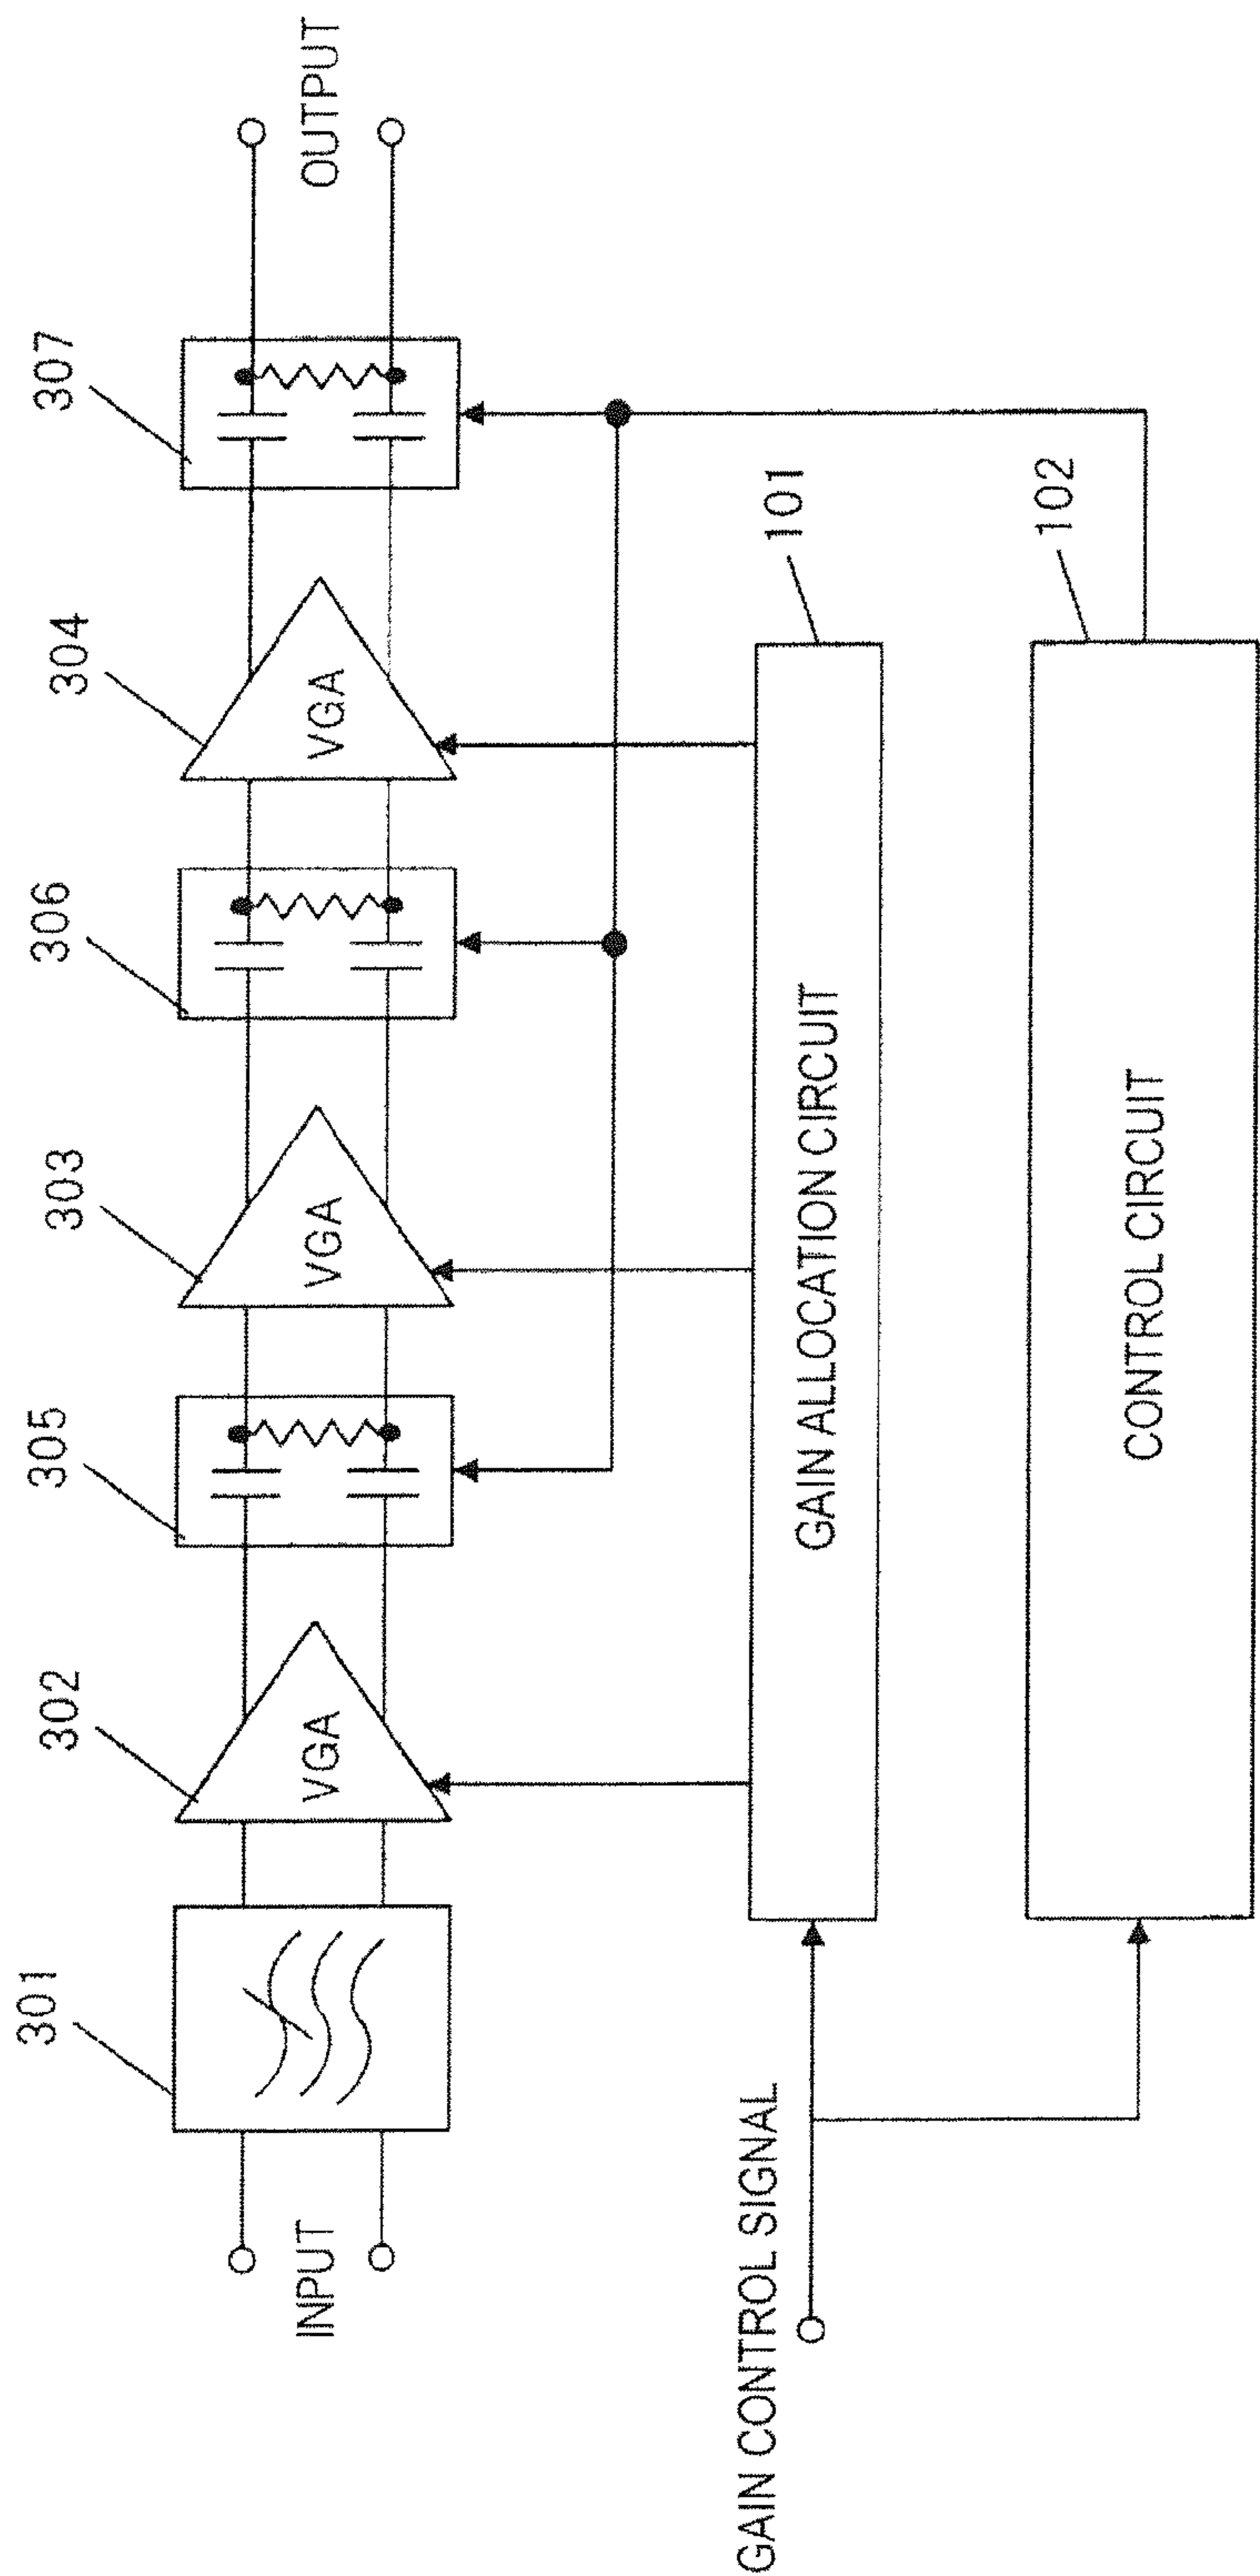 301
302
305
303
306
304
307
INPUT
VGA
VGA
VGA
OUTPUT
101
GAIN CONTROL SIGNAL
GAIN ALLOCATION CIRCUIT
102
CONTROL CIRCUIT